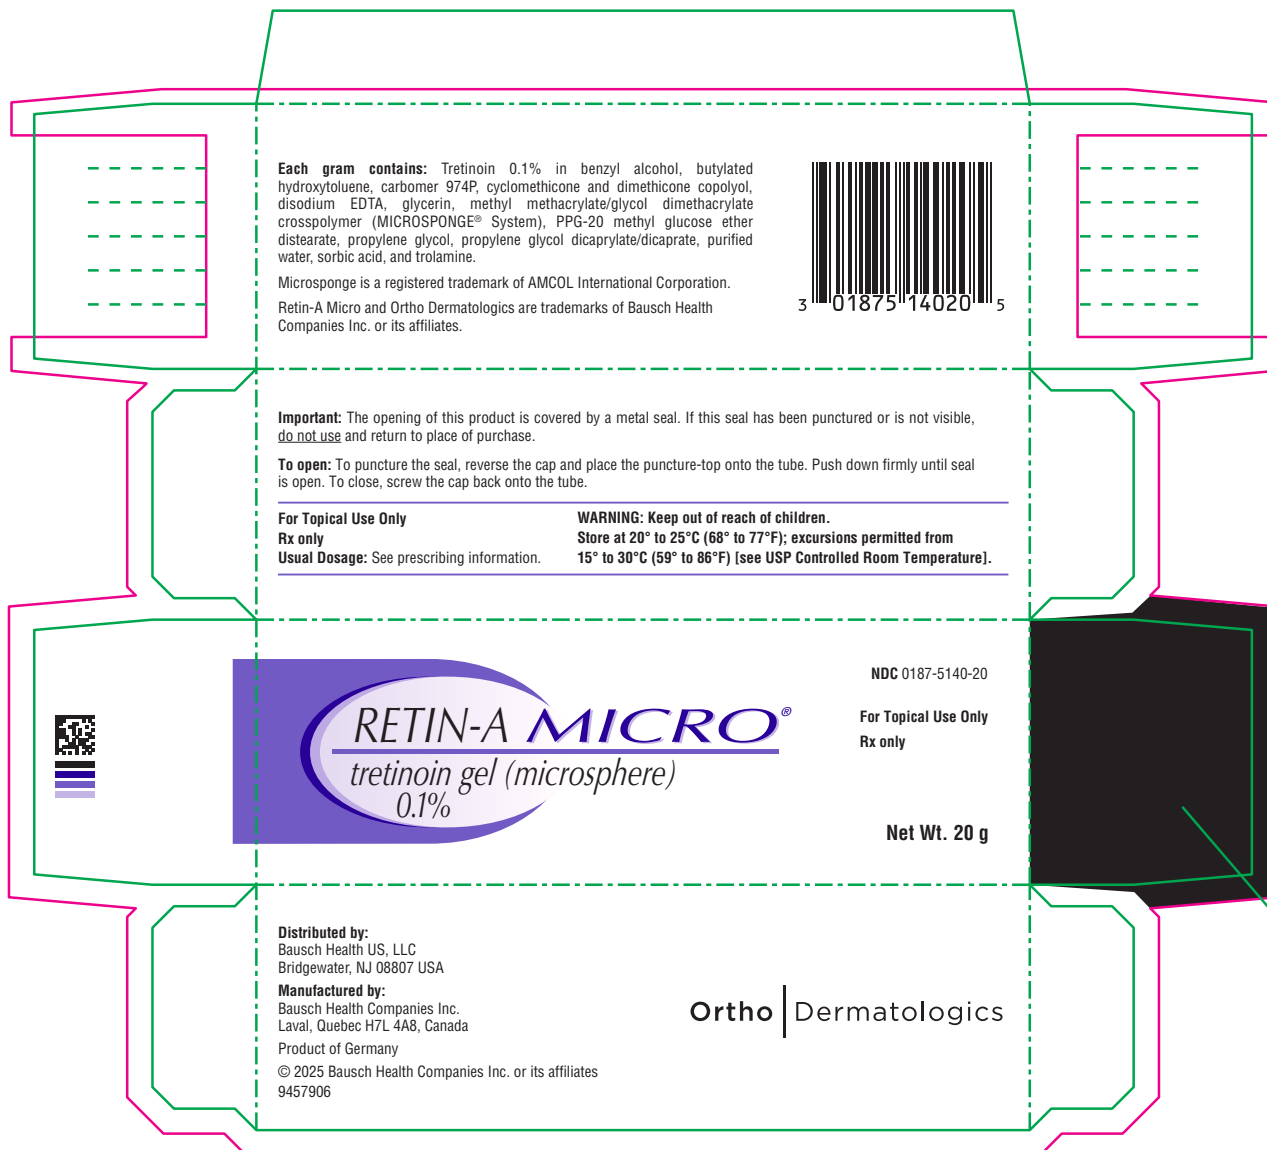 Each gram contains: Tretinoin 0.1% in benzyl alcohol, butylated
hydroxytoluene, carbomer 974P, cyclomethicone and dimethicone copolyol,
disodium EDTA, glycerin, methyl methacrylate/glycol dimethacrylate
crosspolymer (MICROSPONGE® System), PPG-20 methyl glucose ether
distearate, propylene glycol, propylene glycol dicaprylate/dicaprate, purified
water, sorbic acid, and trolamine.
Microsponge is a registered trademark of AMCOL International Corporation.
Retin-A Micro and Ortho Dermatologics are trademarks of Bausch Health
Companies Inc. or its affiliates.
3 01875 14020 5
Important: The opening of this product is covered by a metal seal. If this seal has been punctured or is not visible,
do not use and return to place of purchase.
To open: To puncture the seal, reverse the cap and place the puncture-top onto the tube. Push down firmly until seal
is open. To close, screw the cap back onto the tube.
For Topical Use Only
Rx only
Usual Dosage: See prescribing information.
WARNING: Keep out of reach of children.
Store at 20° to 25°C (68° to 77°F); excursions permitted from
15° to 30°C (59° to 86°F) [see USP Controlled Room Temperature].
RETIN-A MICRO®
tretinoin gel (microsphere)
0.1%
NDC 0187-5140-20
For Topical Use Only
Rx only
Net Wt. 20 g
Distributed by:
Bausch Health US, LLC
Bridgewater, NJ 08807 USA
Manufactured by:
Bausch Health Companies Inc.
Laval, Quebec H7L 4A8, Canada
Product of Germany
© 2025 Bausch Health Companies Inc. or its affiliates
9457906
Ortho Dermatologics